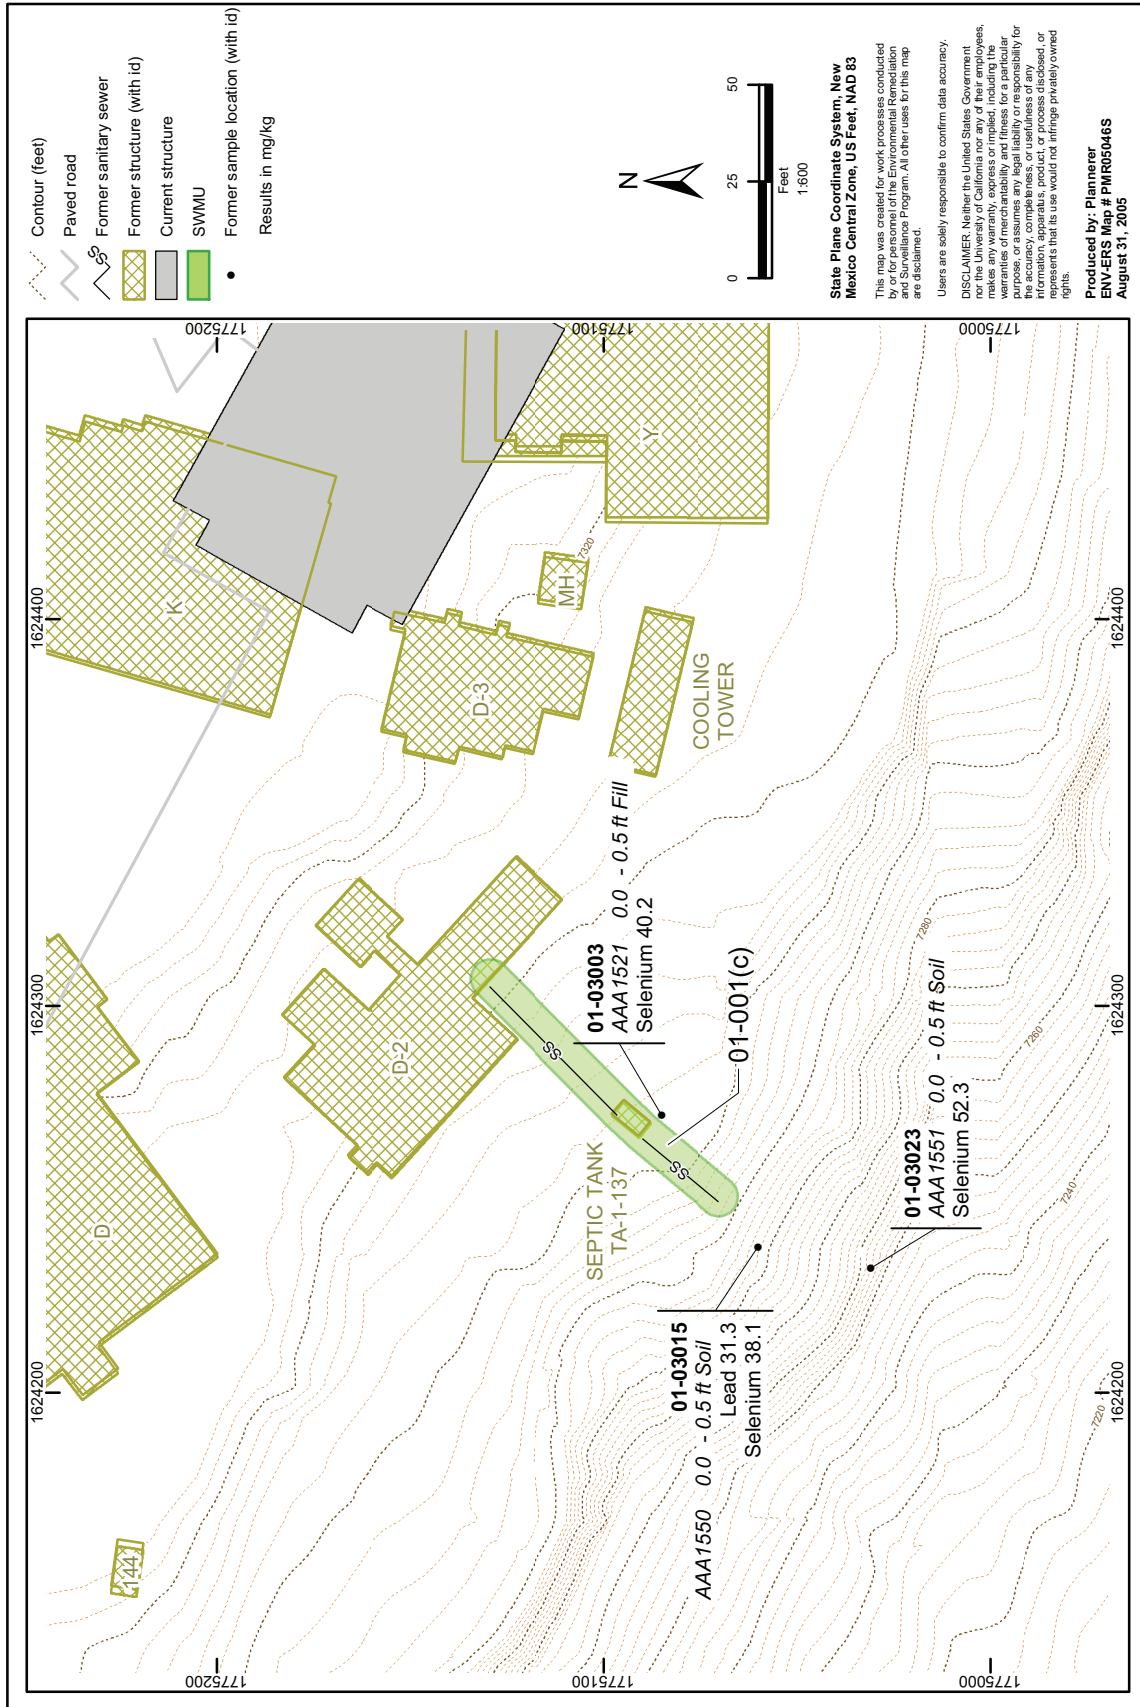 1624200
1624300
1624400
1775200
1775100
1775000
1775200
1775100
1775000
1624200
1624300
1624400
144
D
K
D-2
D-3
MH
Y
7320
COOLING
TOWER
SEPTIC TANK
TA-1-137
SS
SS
01-03003
AAA1521 0.0 - 0.5 ft Fill
Selenium 40.2
01-001(c)
01-03015
AAA1550 0.0 - 0.5 ft Soil
Lead 31.3
Selenium 38.1
01-03023
AAA1551 0.0 - 0.5 ft Soil
Selenium 52.3
7280
7260
7240
7220
Contour (feet)
Paved road
SS
Former sanitary sewer
Former structure (with id)
Current structure
SWMU
Former sample location (with id)
Results in mg/kg
N
0 25 50
Feet
1:600
State Plane Coordinate System, New
Mexico Central Zone, US Feet, NAD 83
This map was created for work processes conducted
by or for personnel of the Environmental Remediation
and Surveillance Program. All other uses for this map
are disclaimed.
Users are solely responsible to confirm data accuracy.
DISCLAIMER: Neither the United States Government
nor the University of California nor any of their employees,
makes any warranty, express or implied, including the
warranties of merchantability and fitness for a particular
purpose, or assumes any legal liability or responsibility for
the accuracy, completeness, or usefulness of any
information, apparatus, product, or process disclosed, or
represents that its use would not infringe privately owned
rights.
Produced by: Plannerer
ENV-ERS Map # PMR05046S
August 31, 2005